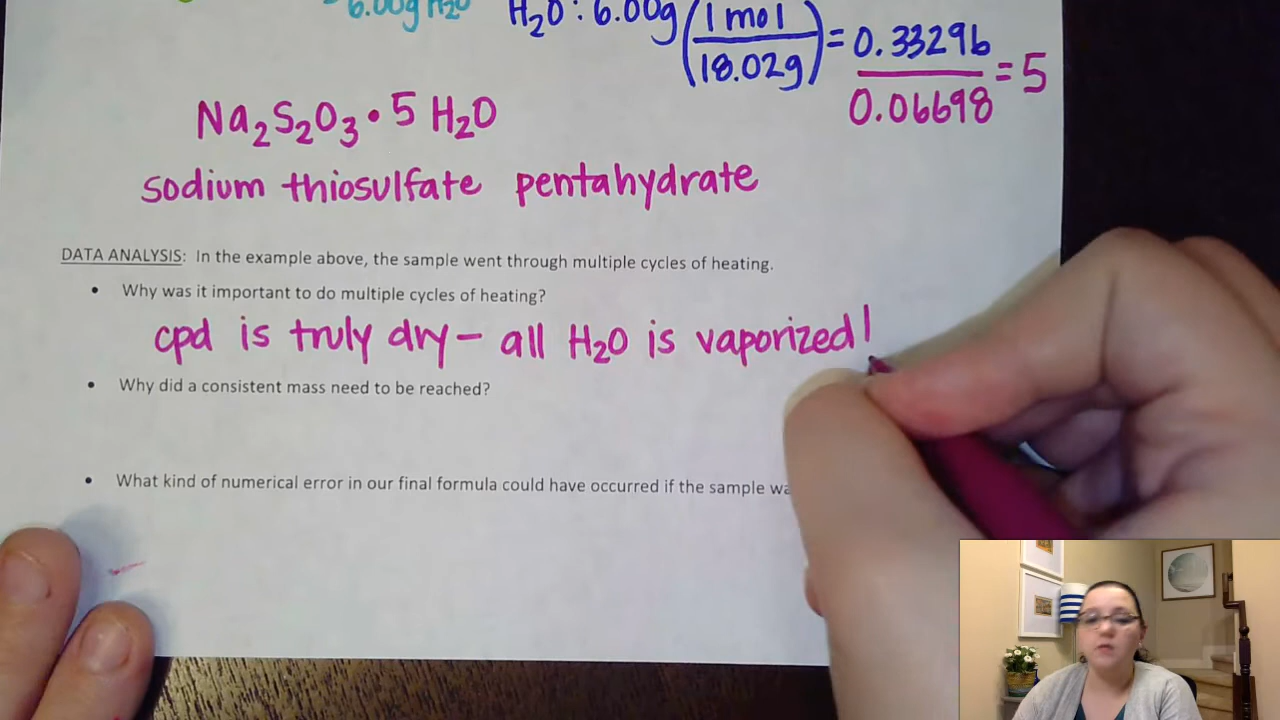 6.00g H₂O H₂O : 6.00g (1 mol / 18.02g) = 0.33296 / 0.06698 = 5
Na₂S₂O₃ • 5 H₂O
sodium thiosulfate pentahydrate
DATA ANALYSIS: In the example above, the sample went through multiple cycles of heating.
• Why was it important to do multiple cycles of heating?
cpd is truly dry – all H₂O is vaporized!
• Why did a consistent mass need to be reached?
• What kind of numerical error in our final formula could have occurred if the sample